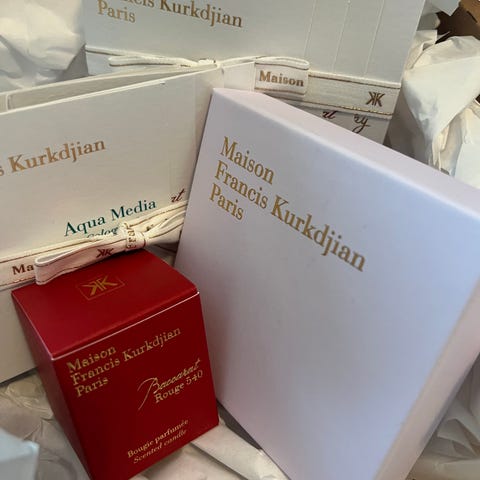 Francis Kurkdjian
Paris
Maison
Kurkdjian
Aqua Media
Maison
Francis Kurkdjian
Paris
Maison
Francis Kurkdjian
Paris
Baccarat
Rouge 540
Bougie parfumée
Scented candle